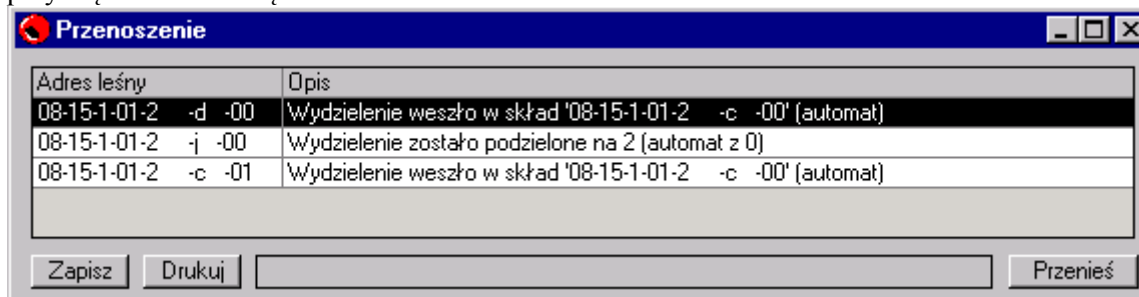 Przenoszenie
Adres leśny Opis
08-15-1-01-2 -d -00 Wydzielenie weszło w skład '08-15-1-01-2 -c -00' (automat)
08-15-1-01-2 -j -00 Wydzielenie zostało podzielone na 2 (automat z 0)
08-15-1-01-2 -c -01 Wydzielenie weszło w skład '08-15-1-01-2 -c -00' (automat)
Zapisz Drukuj Przenieś